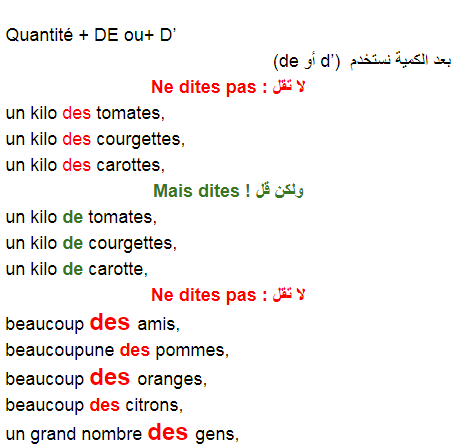 Quantité + DE ou+ D’
بعد الكمية نستخدم (d’ أو de)
Ne dites pas : لا تقل
un kilo des tomates,
un kilo des courgettes,
un kilo des carottes,
Mais dites ! ولكن قل
un kilo de tomates,
un kilo de courgettes,
un kilo de carotte,
Ne dites pas : لا تقل
beaucoup des amis,
beaucoupune des pommes,
beaucoup des oranges,
beaucoup des citrons,
un grand nombre des gens,